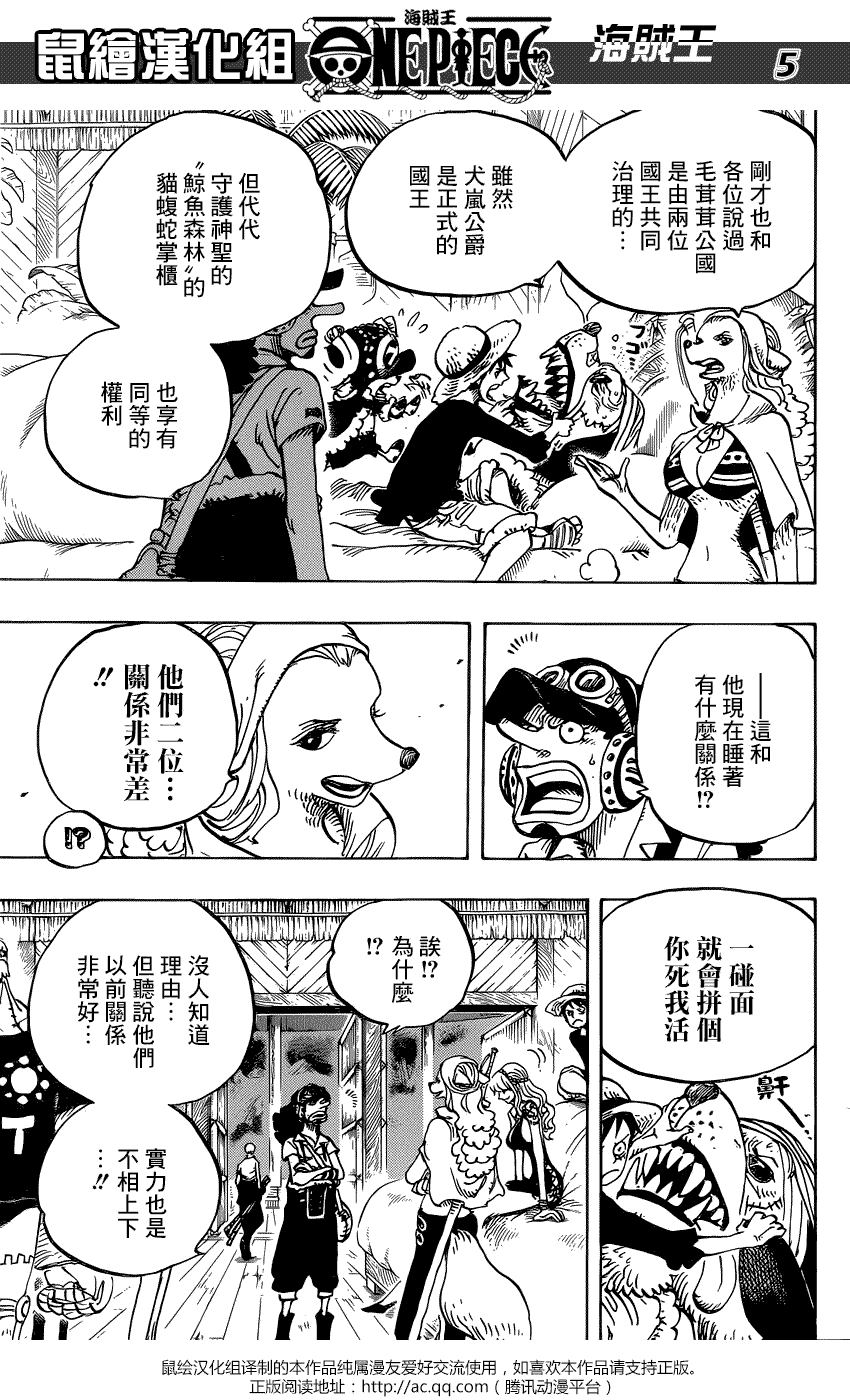 鼠繪漢化組
海賊王
ONE PIECE
海賊王
5
剛才也和
各位說過
毛茸茸公國
是由兩位
國王共同
治理的…
雖然
犬嵐公爵
是正式的
國王
但代代
守護神聖的
"鯨魚森林"的
貓蝮蛇掌櫃
也享有
同等的
權利
フゴ…
——這和
他現在睡著
有什麼關係!?
他們二位…
關係非常差
!!
!?
一碰面
就會拼個
你死我活
鼾
誒!?
為什麼
!?
沒人知道
理由…
但聽說他們
以前關係
非常好…
實力也是
不相上下
…!!
T
鼠绘汉化组译制的本作品纯属漫友爱好交流使用，如喜欢本作品请支持正版。
正版阅读地址：http://ac.qq.com（腾讯动漫平台）